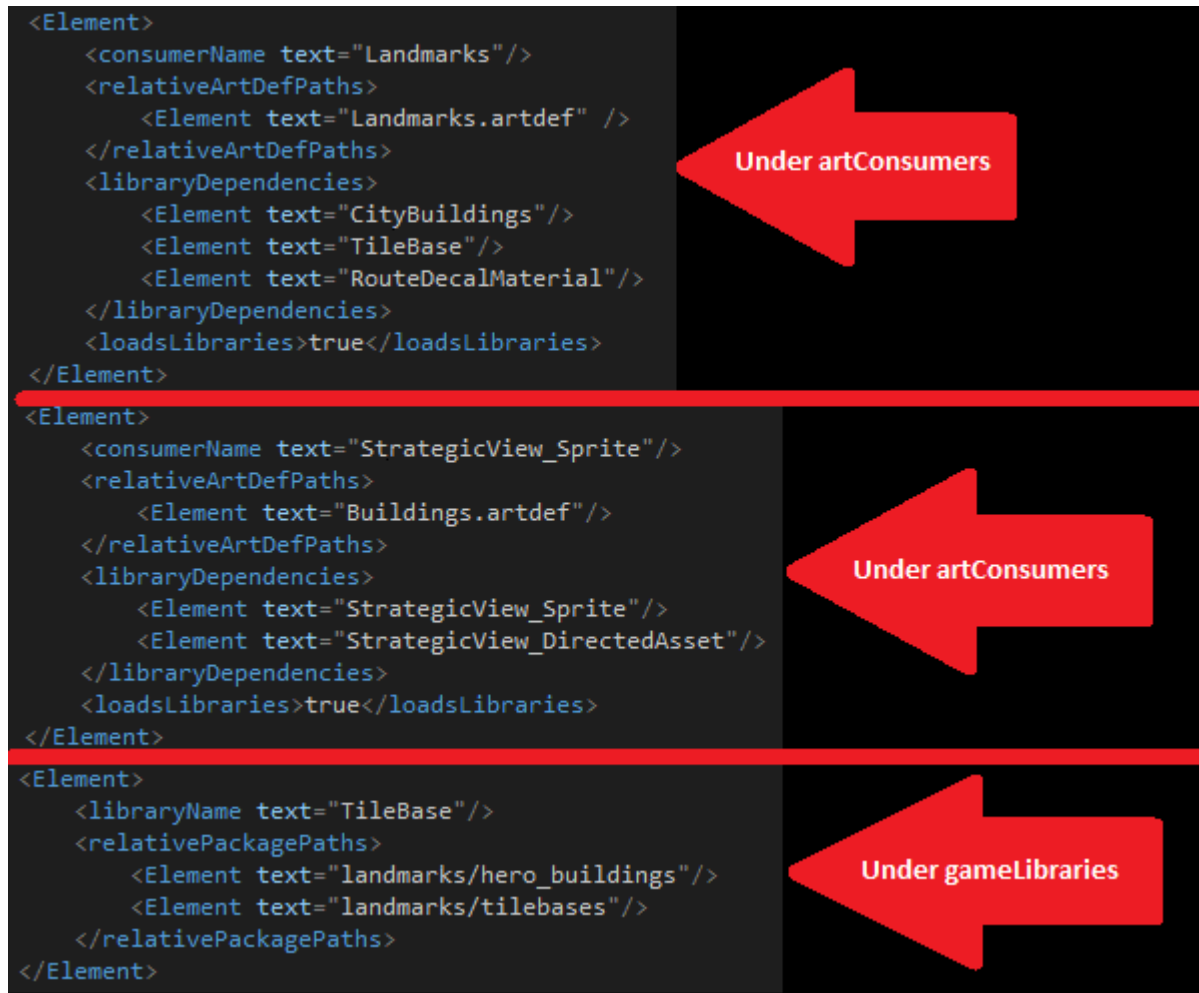 <Element>
<consumerName text="Landmarks"/>
<relativeArtDefPaths>
<Element text="Landmarks.artdef" />
</relativeArtDefPaths>
<libraryDependencies>
<Element text="CityBuildings"/>
<Element text="TileBase"/>
<Element text="RouteDecalMaterial"/>
</libraryDependencies>
<loadsLibraries>true</loadsLibraries>
</Element>
Under artConsumers
<Element>
<consumerName text="StrategicView_Sprite"/>
<relativeArtDefPaths>
<Element text="Buildings.artdef"/>
</relativeArtDefPaths>
<libraryDependencies>
<Element text="StrategicView_Sprite"/>
<Element text="StrategicView_DirectedAsset"/>
</libraryDependencies>
<loadsLibraries>true</loadsLibraries>
</Element>
Under artConsumers
<Element>
<libraryName text="TileBase"/>
<relativePackagePaths>
<Element text="landmarks/hero_buildings"/>
<Element text="landmarks/tilebases"/>
</relativePackagePaths>
</Element>
Under gameLibraries